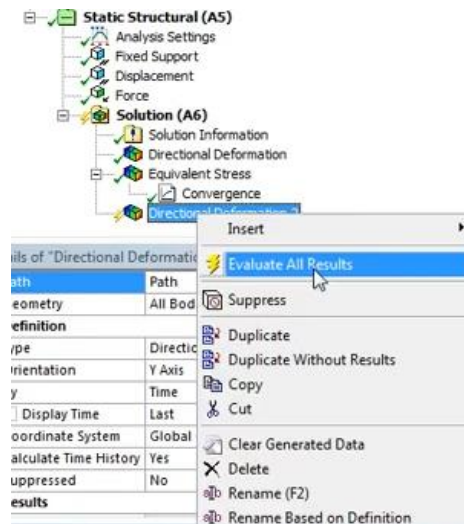 Static Structural (A5)
Analysis Settings
Fixed Support
Displacement
Force
Solution (A6)
Solution Information
Directional Deformation
Equivalent Stress
Convergence
Directional Deformation 2
Insert
ails of "Directional Deformatio
Evaluate All Results
ath Path
eometry All Bod
Suppress
efinition
ype Directio
Duplicate
rientation Y Axis
Duplicate Without Results
y Time
Copy
Display Time Last
Cut
oordinate System Global
alculate Time History Yes
Clear Generated Data
uppressed No
Delete
esults
Rename (F2)
Rename Based on Definition